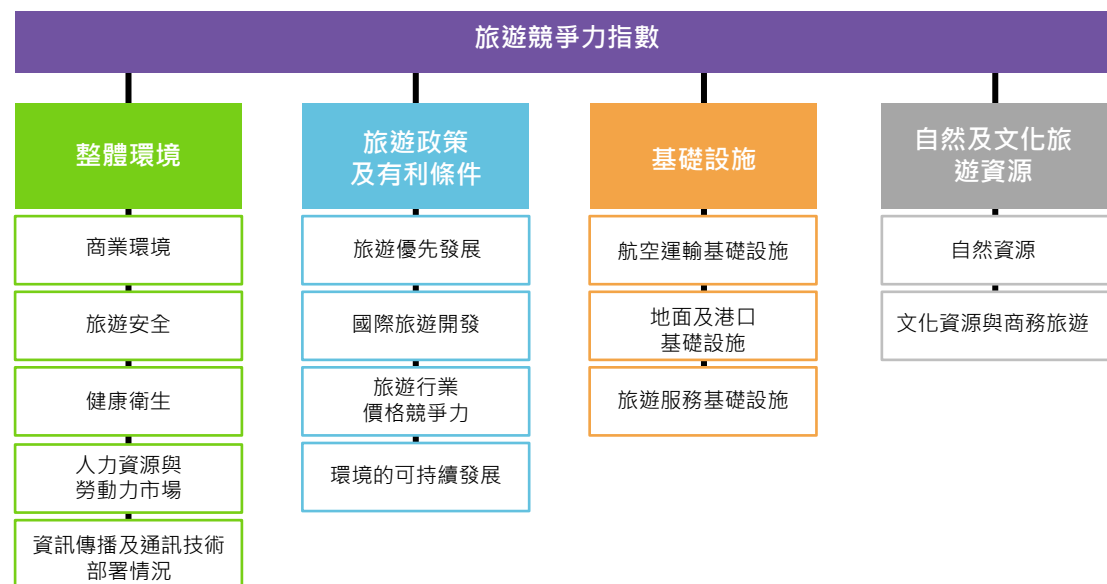 旅遊競爭力指數
整體環境
商業環境
旅遊安全
健康衛生
人力資源與
勞動力市場
資訊傳播及通訊技術
部署情況
旅遊政策
及有利條件
旅遊優先發展
國際旅遊開發
旅遊行業
價格競爭力
環境的可持續發展
基礎設施
航空運輸基礎設施
地面及港口
基礎設施
旅遊服務基礎設施
自然及文化旅
遊資源
自然資源
文化資源與商務旅遊